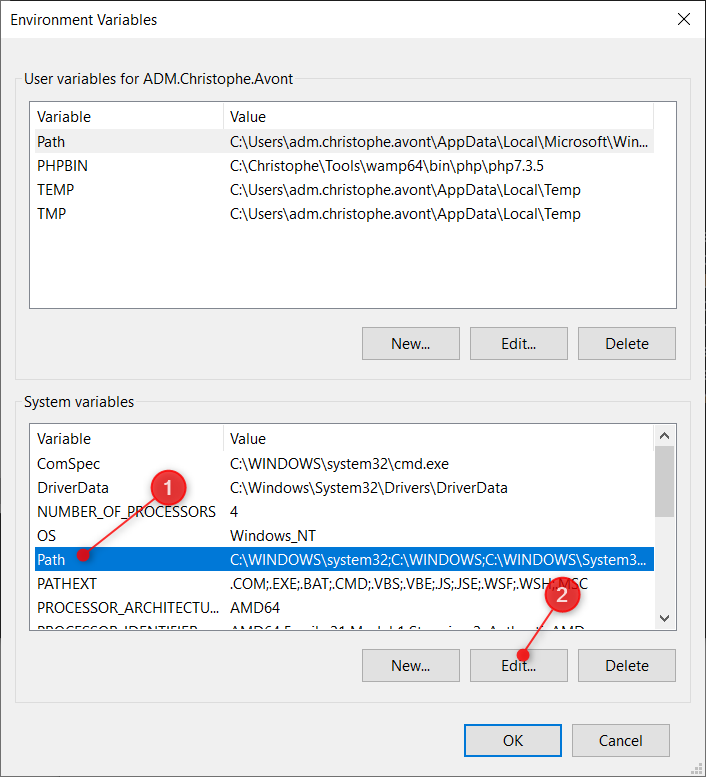 Environment Variables
User variables for ADM.Christophe.Avont
Variable Value
Path C:\Users\adm.christophe.avont\AppData\Local\Microsoft\Win...
PHPBIN C:\Christophe\Tools\wamp64\bin\php\php7.3.5
TEMP C:\Users\adm.christophe.avont\AppData\Local\Temp
TMP C:\Users\adm.christophe.avont\AppData\Local\Temp
New... Edit... Delete
System variables
Variable Value
ComSpec C:\WINDOWS\system32\cmd.exe
DriverData C:\Windows\System32\Drivers\DriverData
1
NUMBER_OF_PROCESSORS 4
OS Windows_NT
Path C:\WINDOWS\system32;C:\WINDOWS;C:\WINDOWS\System3...
PATHEXT .COM;.EXE;.BAT;.CMD;.VBS;.VBE;.JS;.JSE;.WSF;.WSH;.MSC
2
PROCESSOR_ARCHITECTU... AMD64
New... Edit... Delete
OK Cancel